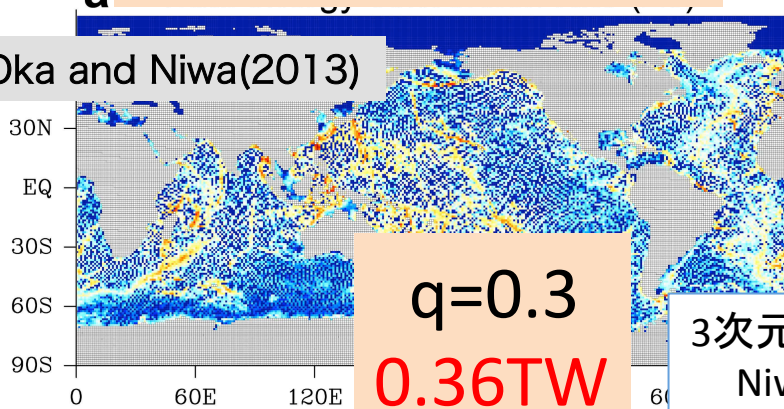 a
Oka and Niwa(2013)
30N
EQ
30S
60S
90S
0
60E
120E
q=0.3
0.36TW
3次元
Niw